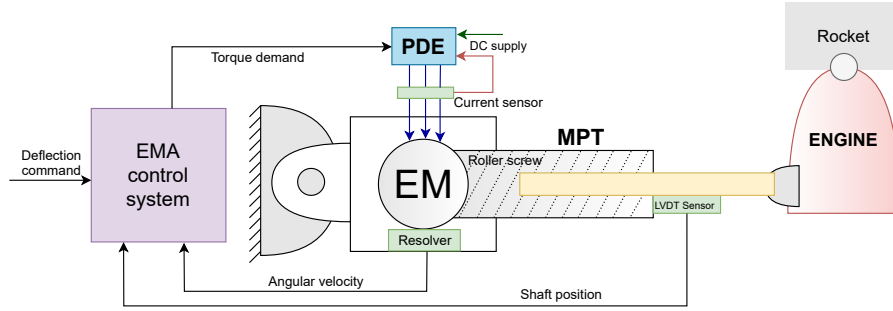 PDE
DC supply
Torque demand
Current sensor
Rocket
ENGINE
MPT
Roller screw
EM
EMA
control
system
Deflection
command
LVDT Sensor
Resolver
Angular velocity
Shaft position